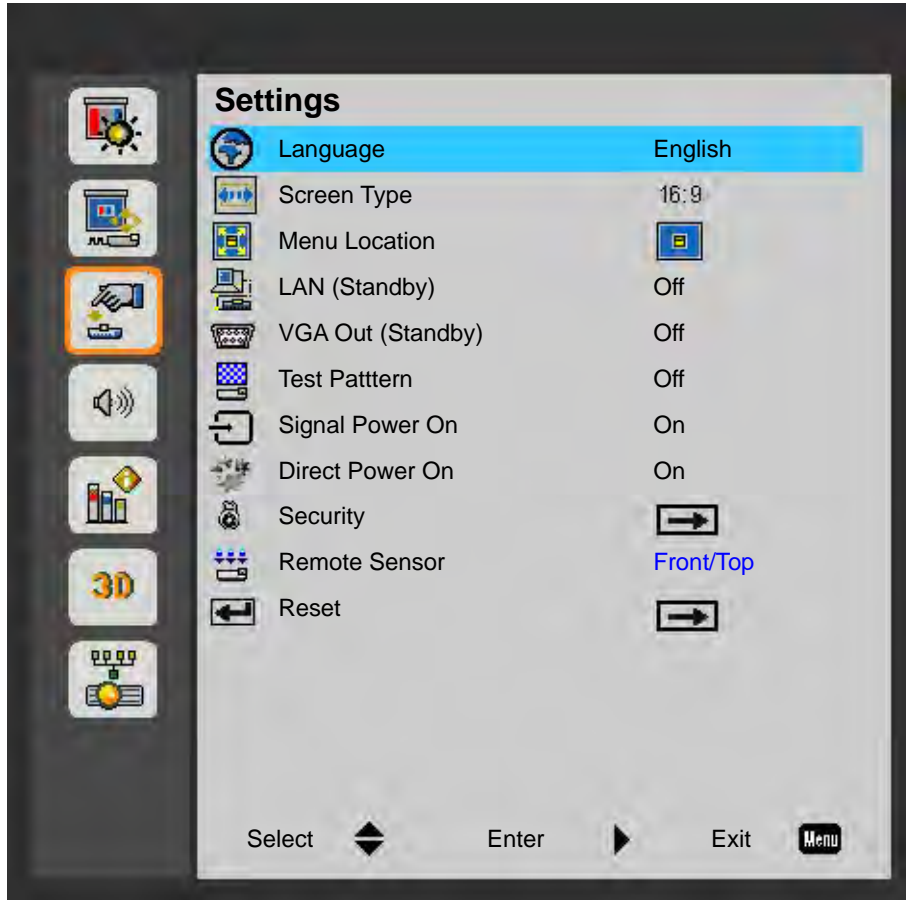 Settings
Language English
Screen Type 16:9
Menu Location
LAN (Standby) Off
VGA Out (Standby) Off
Test Patttern Off
Signal Power On On
Direct Power On On
Security
Remote Sensor Front/Top
Reset
3D
Select Enter Exit Menu